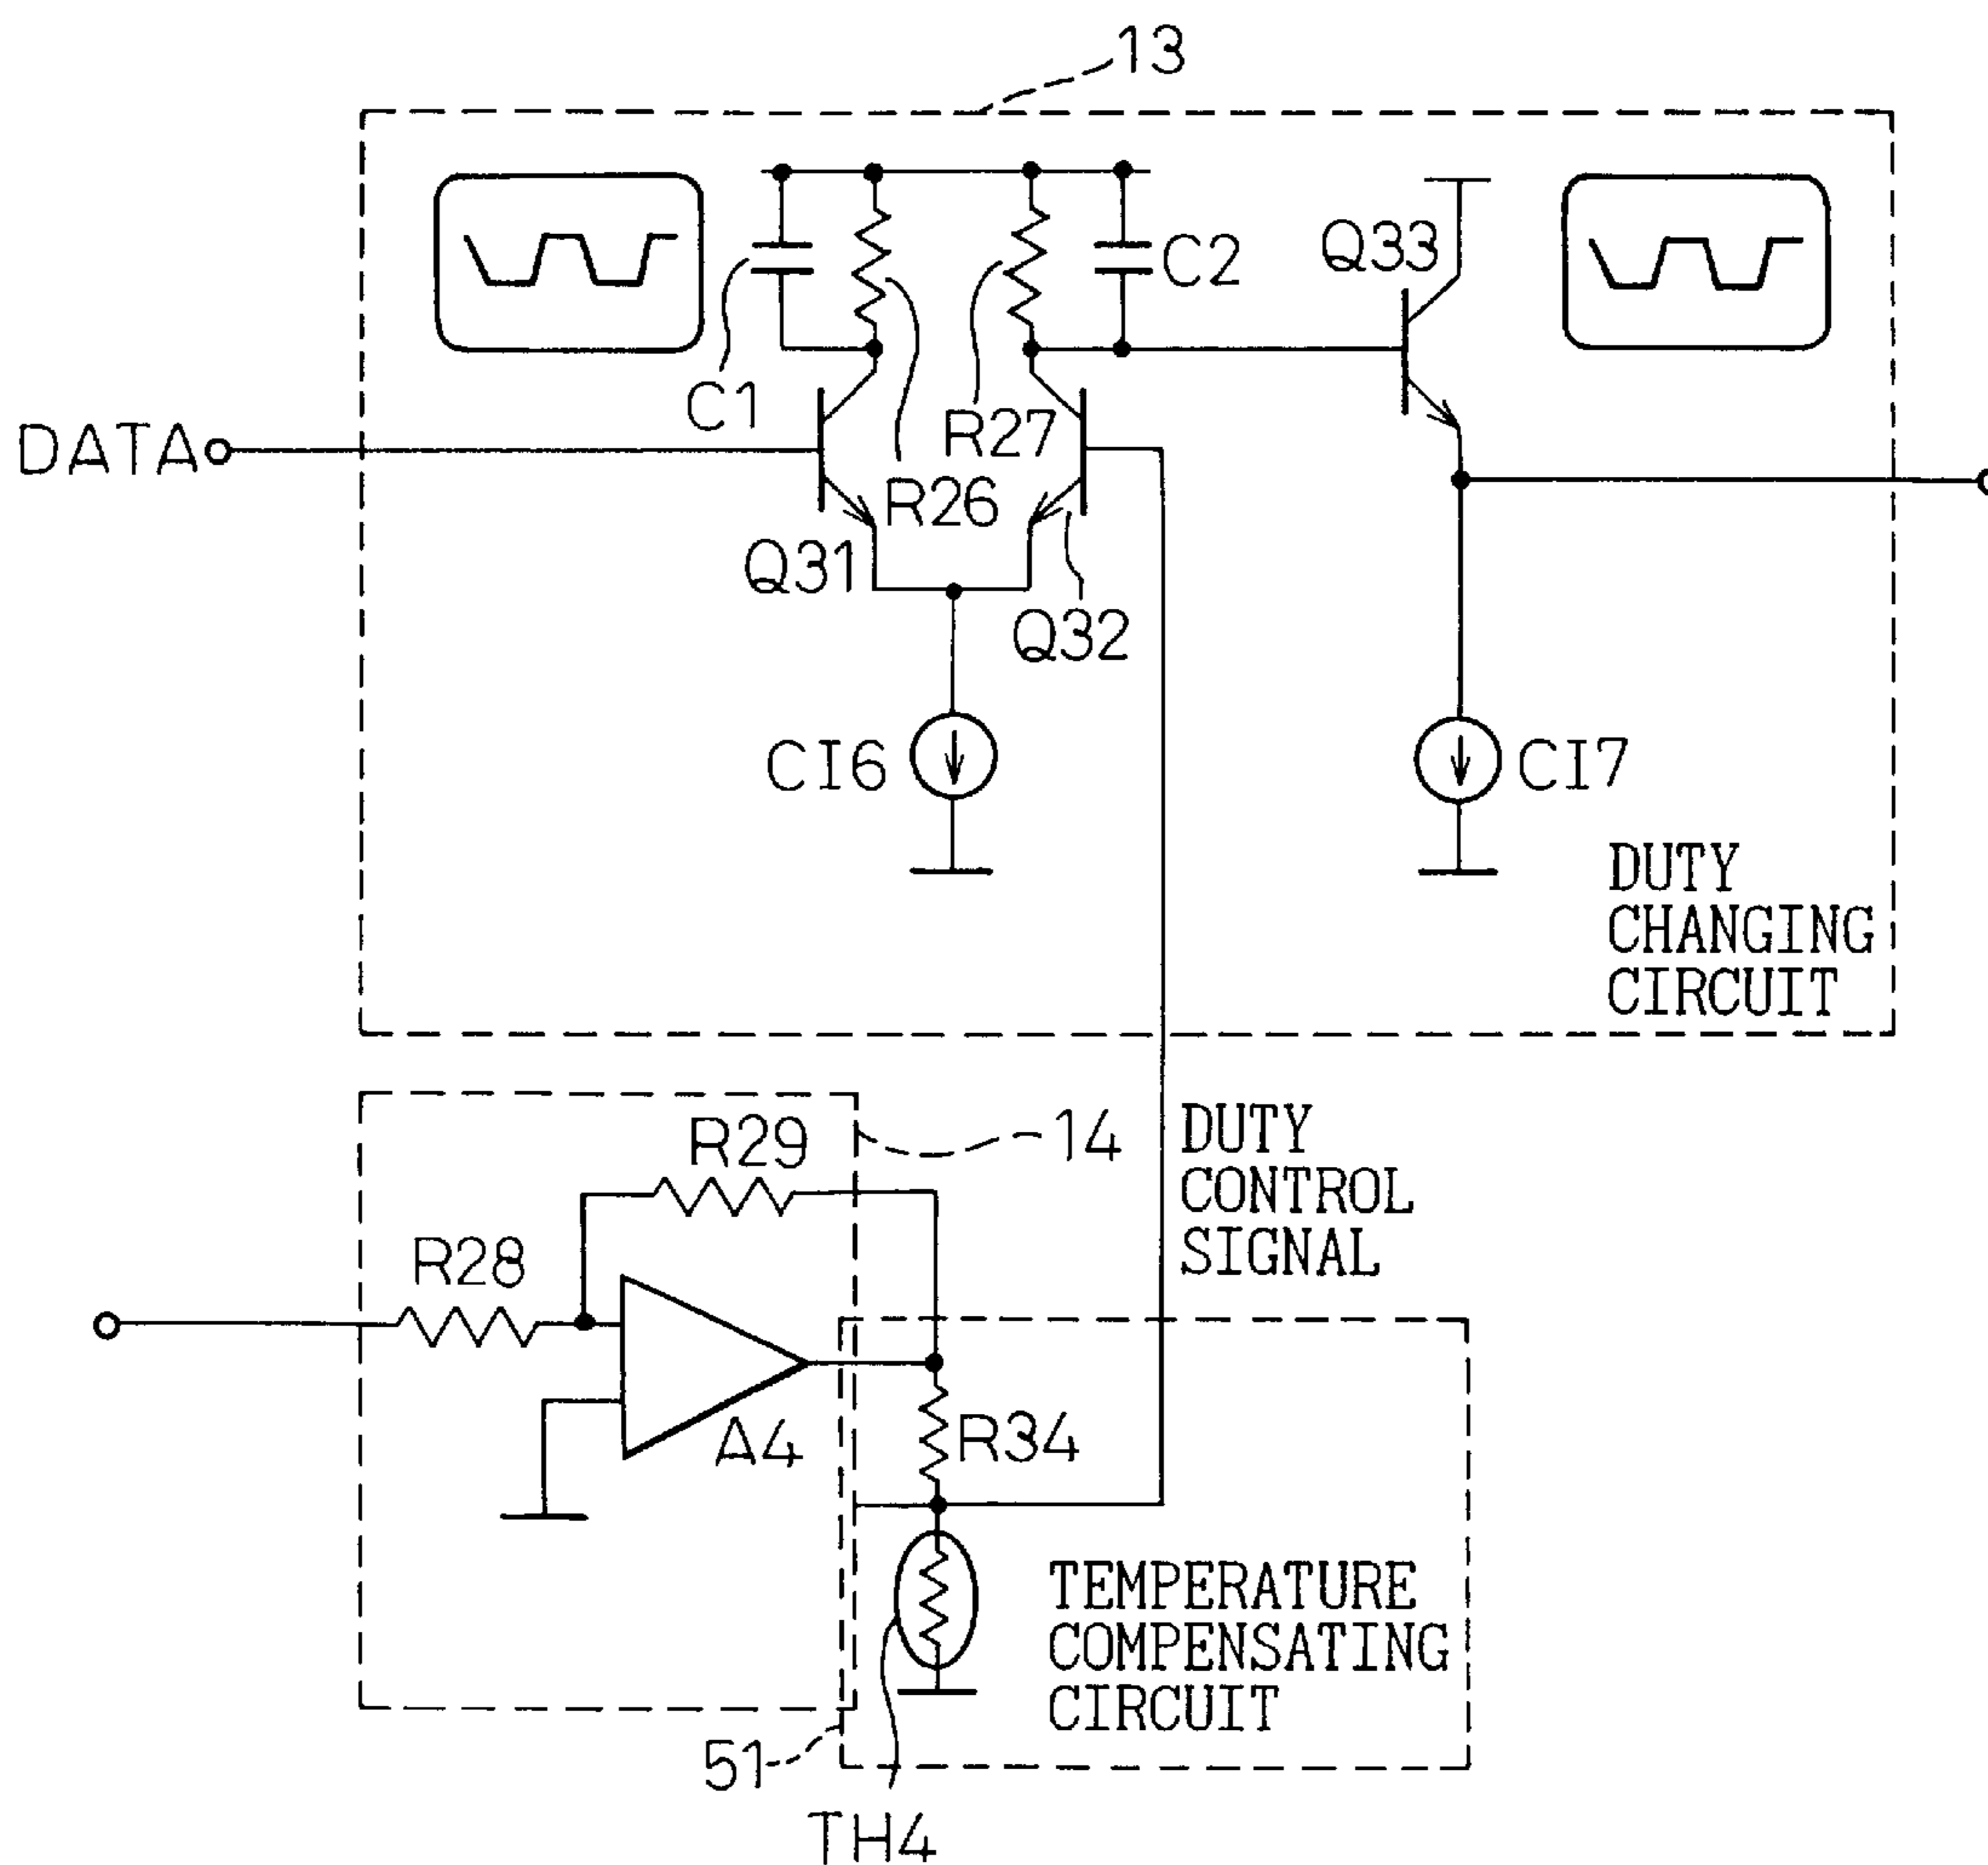 13
Q33
C2
C1
R27
DATA
R26
Q31
Q32
CI6
CI7
DUTY
CHANGING
CIRCUIT
R29
14
DUTY
CONTROL
SIGNAL
R28
A4
R34
TEMPERATURE
COMPENSATING
CIRCUIT
51
TH4